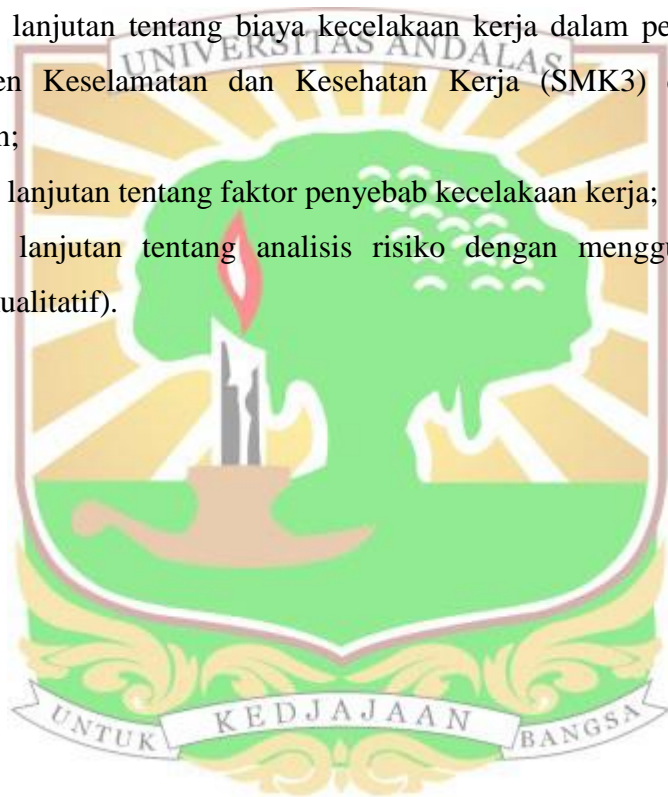 lanjutan tentang biaya kecelakaan kerja dalam pe
UNIVERSITAS ANDALAS
en Keselamatan dan Kesehatan Kerja (SMK3)
n;
lanjutan tentang faktor penyebab kecelakaan kerja;
lanjutan tentang analisis risiko dengan menggu
ualitatif).
UNTUK KEDJAJAAN BANGSA